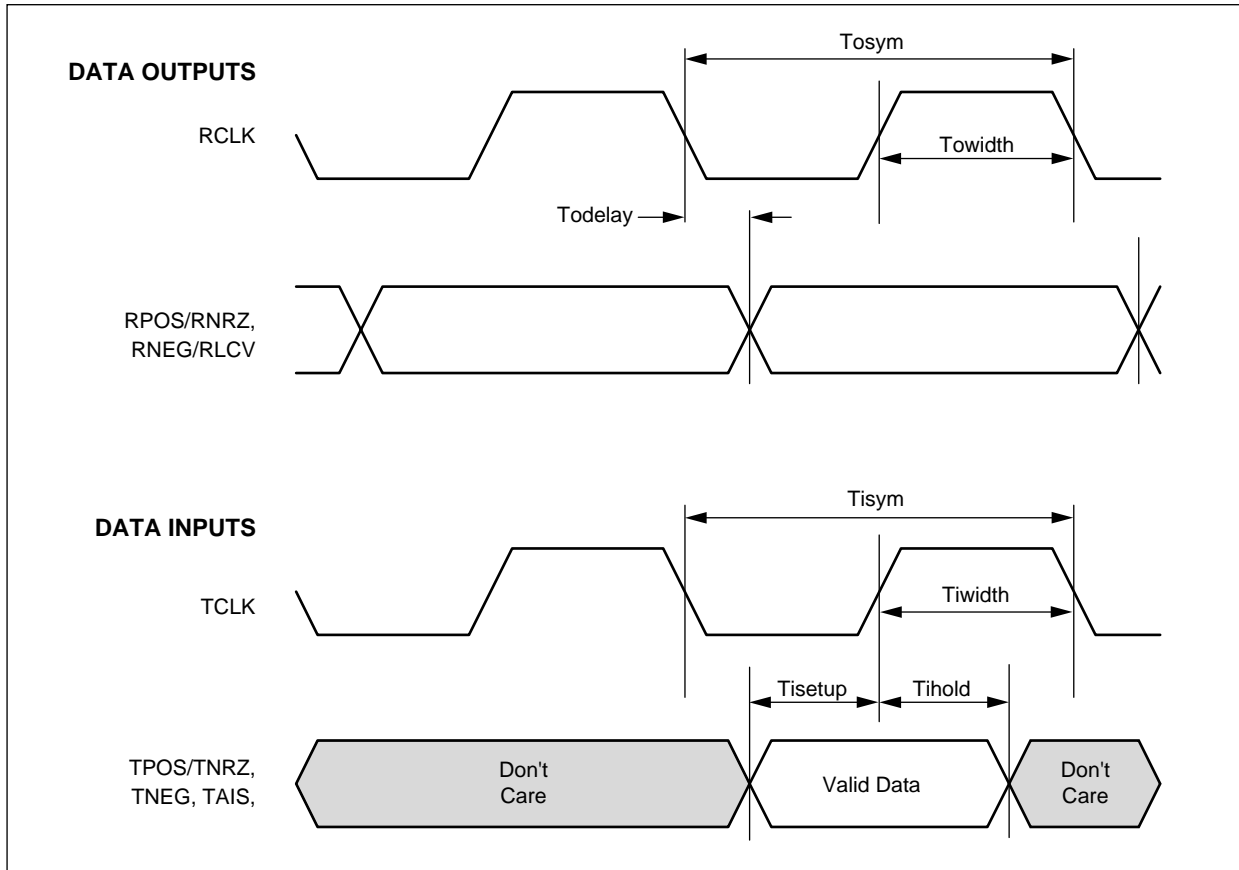 Tosym
DATA OUTPUTS
RCLK
Towidth
Todelay
RPOS/RNRZ,
RNEG/RLCV
Tisym
DATA INPUTS
TCLK
Tiwidth
Tisetup
Tihold
TPOS/TNRZ,
TNEG, TAIS,
Don't
Care
Valid Data
Don't
Care